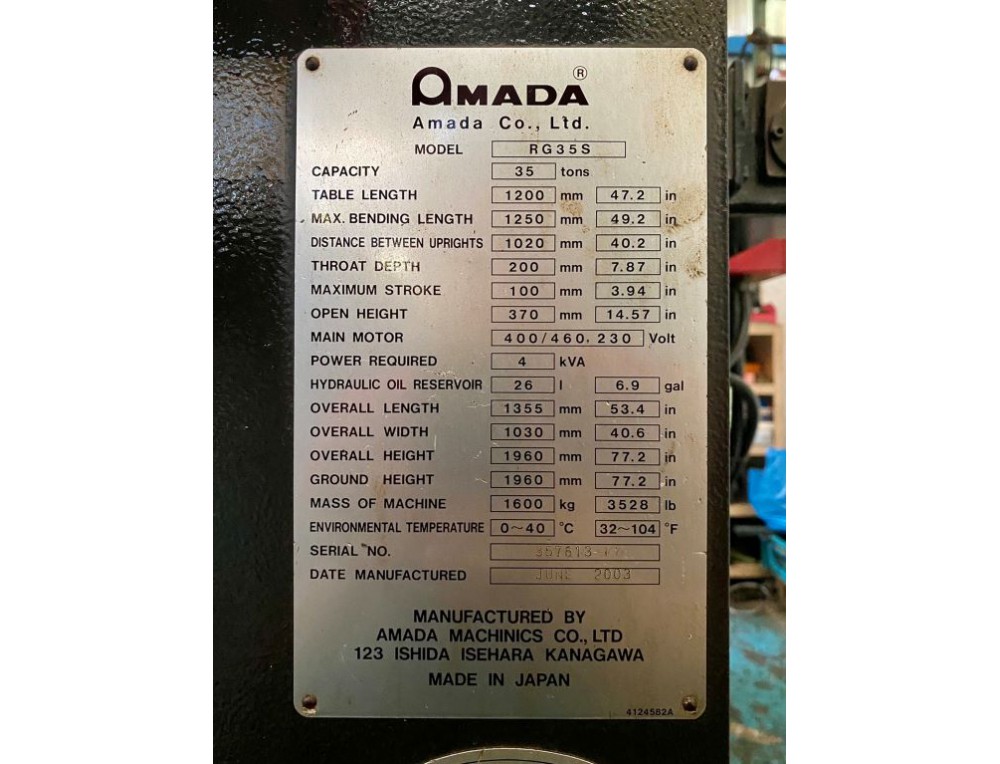 AMADA ®
Amada Co., Ltd.
MODEL RG35S
CAPACITY 35 tons
TABLE LENGTH 1200 mm 47.2 in
MAX. BENDING LENGTH 1250 mm 49.2 in
DISTANCE BETWEEN UPRIGHTS 1020 mm 40.2 in
THROAT DEPTH 200 mm 7.87 in
MAXIMUM STROKE 100 mm 3.94 in
OPEN HEIGHT 370 mm 14.57 in
MAIN MOTOR 400/460, 230 Volt
POWER REQUIRED 4 kVA
HYDRAULIC OIL RESERVOIR 26 l 6.9 gal
OVERALL LENGTH 1355 mm 53.4 in
OVERALL WIDTH 1030 mm 40.6 in
OVERALL HEIGHT 1960 mm 77.2 in
GROUND HEIGHT 1960 mm 77.2 in
MASS OF MACHINE 1600 kg 3528 lb
ENVIRONMENTAL TEMPERATURE 0~40 °C 32~104 °F
SERIAL NO.
DATE MANUFACTURED JUNE 2003
MANUFACTURED BY
AMADA MACHINICS CO., LTD
123 ISHIDA ISEHARA KANAGAWA
MADE IN JAPAN
4124582A